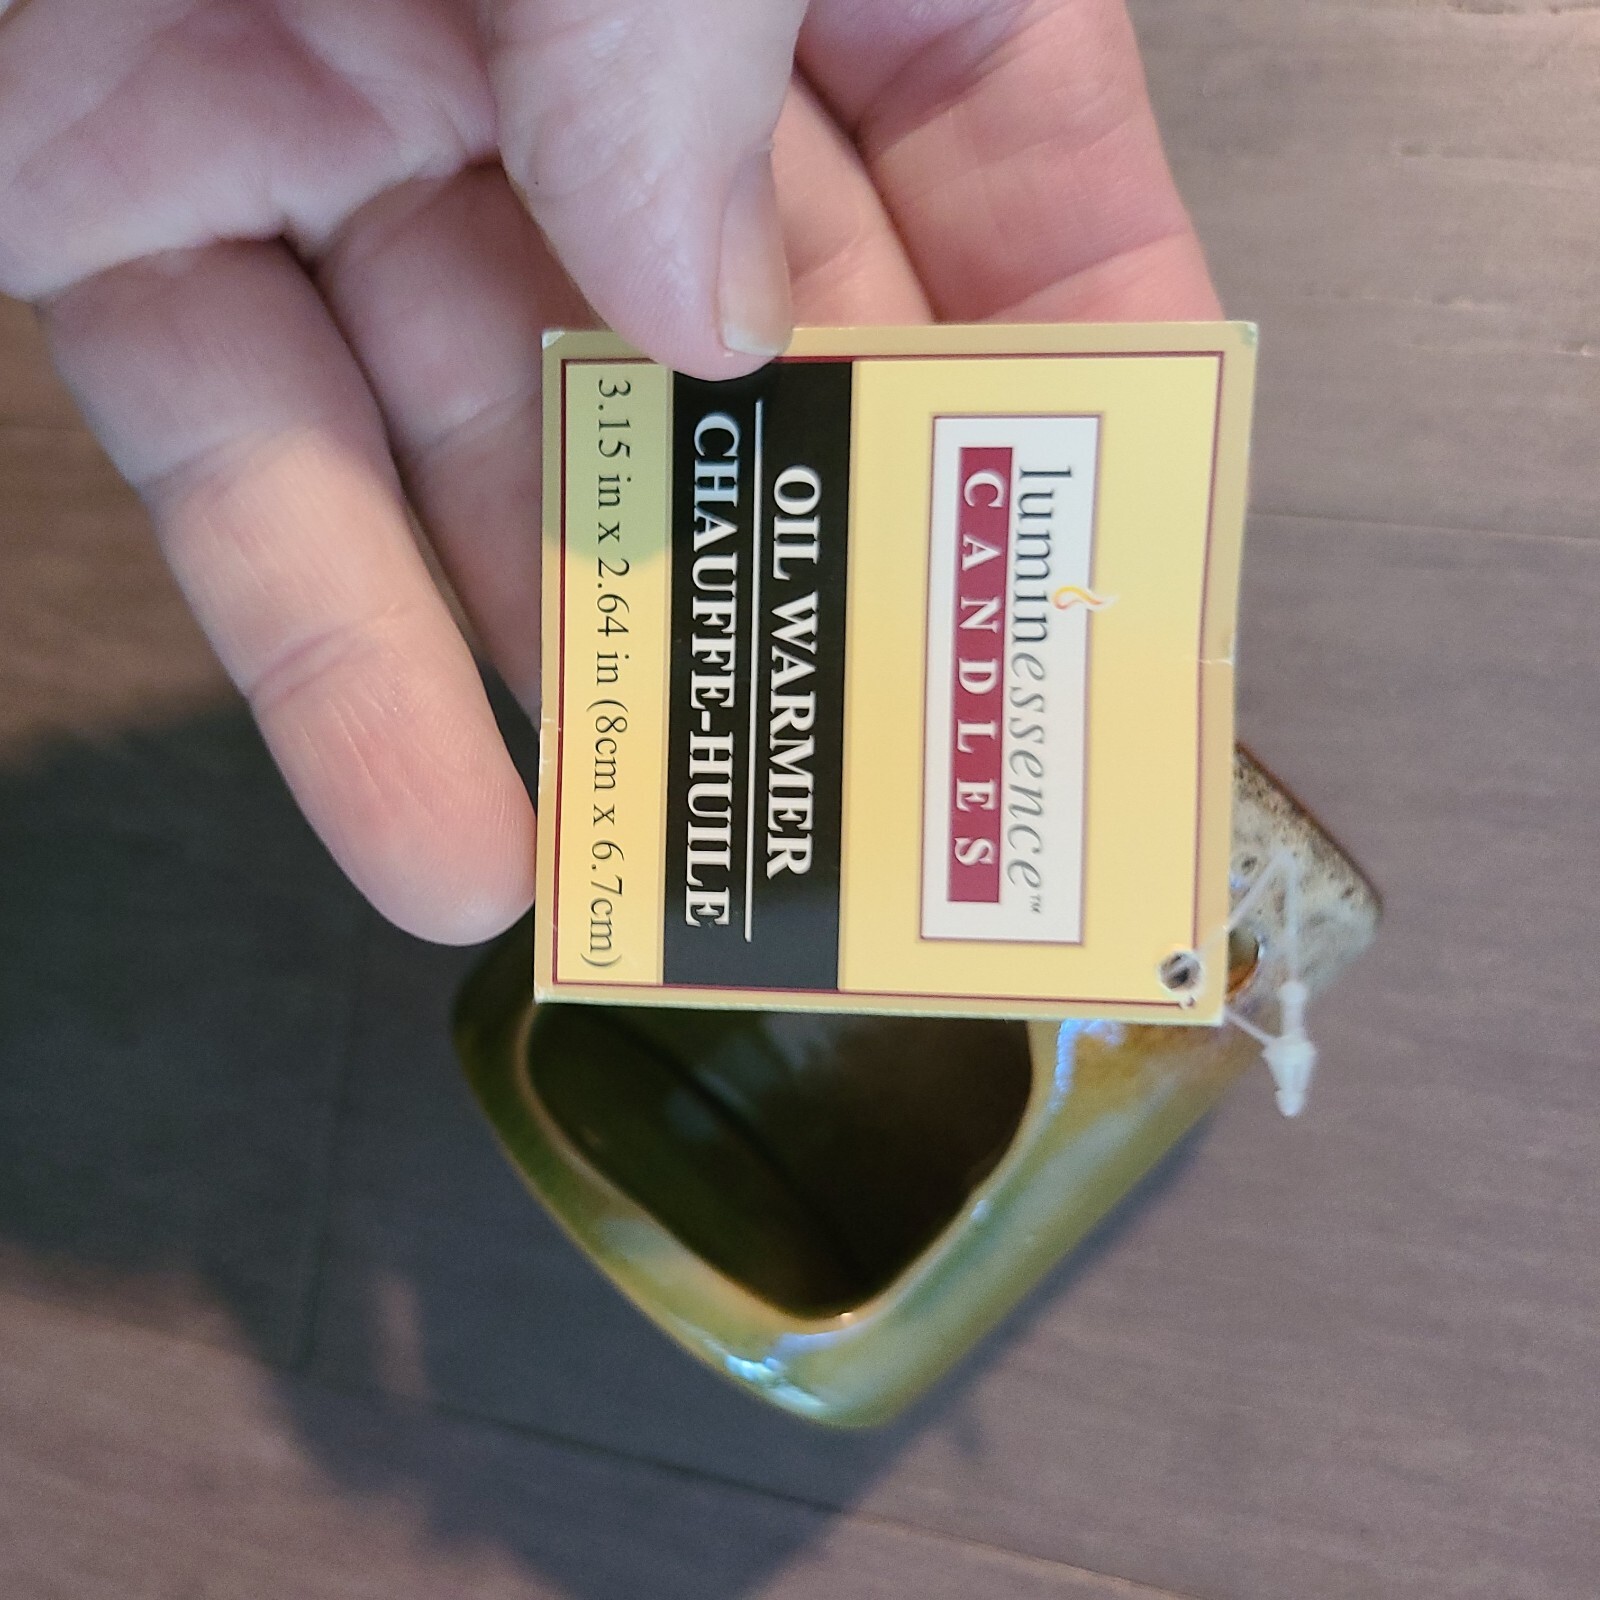 luminessence™
CANDLES
OIL WARMER
CHAUFFE-HUILE
3.15 in x 2.64 in (8cm x 6.7cm)